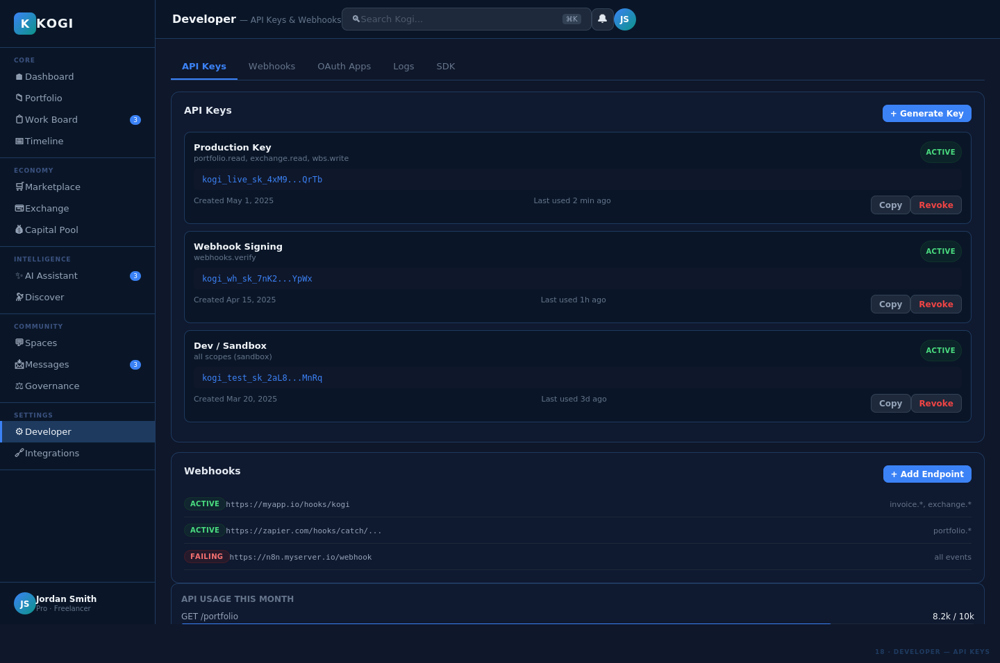 K KOGI
CORE
Dashboard
Portfolio
Work Board 3
Timeline
ECONOMY
Marketplace
Exchange
Capital Pool
INTELLIGENCE
AI Assistant 3
Discover
COMMUNITY
Spaces
Messages 3
Governance
SETTINGS
Developer
Integrations
JS Jordan Smith
Pro · Freelancer
Developer — API Keys & Webhooks Search Kogi... ⌘K JS
API Keys Webhooks OAuth Apps Logs SDK
API Keys + Generate Key
Production Key ACTIVE
portfolio.read, exchange.read, wbs.write
kogi_live_sk_4xM9...QrTb
Created May 1, 2025 Last used 2 min ago Copy Revoke
Webhook Signing ACTIVE
webhooks.verify
kogi_wh_sk_7nK2...YpWx
Created Apr 15, 2025 Last used 1h ago Copy Revoke
Dev / Sandbox ACTIVE
all scopes (sandbox)
kogi_test_sk_2aL8...MnRq
Created Mar 20, 2025 Last used 3d ago Copy Revoke
Webhooks + Add Endpoint
ACTIVE https://myapp.io/hooks/kogi invoice.*, exchange.*
ACTIVE https://zapier.com/hooks/catch/... portfolio.*
FAILING https://n8n.myserver.io/webhook all events
API USAGE THIS MONTH
GET /portfolio 8.2k / 10k
18 · DEVELOPER — API KEYS